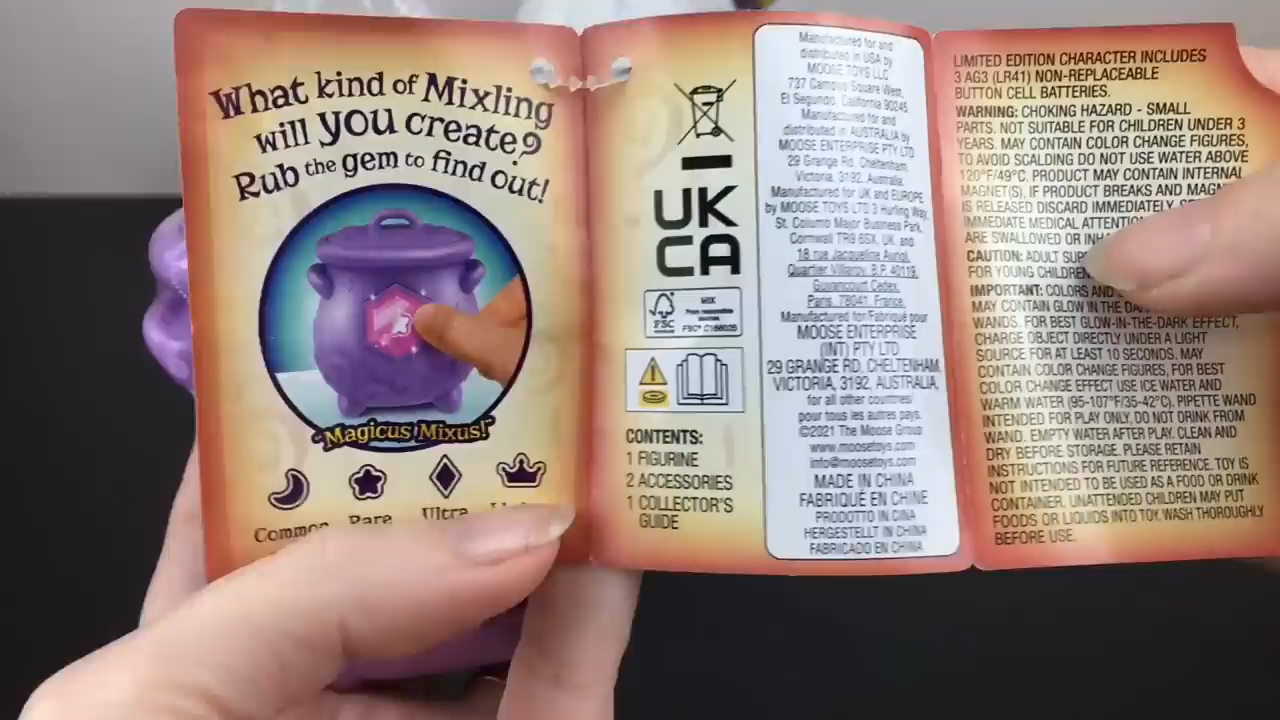 What kind of Mixling
will you create?
Rub the gem to find out!
"Magicus Mixus!"
Common Rare Ultra
UK
CA
FSC
MIX
From responsible
sources
FSC® C166035
CONTENTS:
1 FIGURINE
2 ACCESSORIES
1 COLLECTOR'S
GUIDE
Manufactured for and
distributed in USA by
MOOSE TOYS LLC
737 Campus Square West,
El Segundo, California 90245.
Manufactured for and
distributed in AUSTRALIA by
MOOSE ENTERPRISE PTY LTD
29 Grange Rd, Cheltenham,
Victoria, 3192, Australia.
Manufactured for UK and EUROPE
by MOOSE TOYS LTD 3 Hurling Way,
St. Columb Major Business Park,
Cornwall TR9 6SX, UK, and
18 rue Jacqueline Auriol,
Quartier Villaroy, B.P. 40119,
Guyancourt Cedex,
Paris, 78041, France.
Manufactured for/Fabriqué pour
MOOSE ENTERPRISE
(INT) PTY LTD
29 GRANGE RD, CHELTENHAM,
VICTORIA, 3192, AUSTRALIA,
for all other countries/
pour tous les autres pays.
©2021 The Moose Group
www.moosetoys.com
info@moosetoys.com
MADE IN CHINA
FABRIQUÉ EN CHINE
PRODOTTO IN CINA
HERGESTELLT IN CHINA
FABRICADO EN CHINA
LIMITED EDITION CHARACTER INCLUDES
3 AG3 (LR41) NON-REPLACEABLE
BUTTON CELL BATTERIES.
WARNING: CHOKING HAZARD - SMALL
PARTS. NOT SUITABLE FOR CHILDREN UNDER 3
YEARS. MAY CONTAIN COLOR CHANGE FIGURES,
TO AVOID SCALDING DO NOT USE WATER ABOVE
120°F/49°C. PRODUCT MAY CONTAIN INTERNAL
MAGNET(S). IF PRODUCT BREAKS AND MAGN
IS RELEASED DISCARD IMMEDIATELY.
IMMEDIATE MEDICAL ATTENTIO
ARE SWALLOWED OR INH
CAUTION: ADULT SUP
FOR YOUNG CHILDREN
IMPORTANT: COLORS AND
MAY CONTAIN GLOW IN THE DA
WANDS. FOR BEST GLOW-IN-THE-DARK EFFECT,
CHARGE OBJECT DIRECTLY UNDER A LIGHT
SOURCE FOR AT LEAST 10 SECONDS. MAY
CONTAIN COLOR CHANGE FIGURES, FOR BEST
COLOR CHANGE EFFECT USE ICE WATER AND
WARM WATER (95-107°F/35-42°C). PIPETTE WAND
INTENDED FOR PLAY ONLY, DO NOT DRINK FROM
WAND. EMPTY WATER AFTER PLAY. CLEAN AND
DRY BEFORE STORAGE. PLEASE RETAIN
INSTRUCTIONS FOR FUTURE REFERENCE. TOY IS
NOT INTENDED TO BE USED AS A FOOD OR DRINK
CONTAINER. UNATTENDED CHILDREN MAY PUT
FOODS OR LIQUIDS INTO TOY. WASH THOROUGHLY
BEFORE USE.